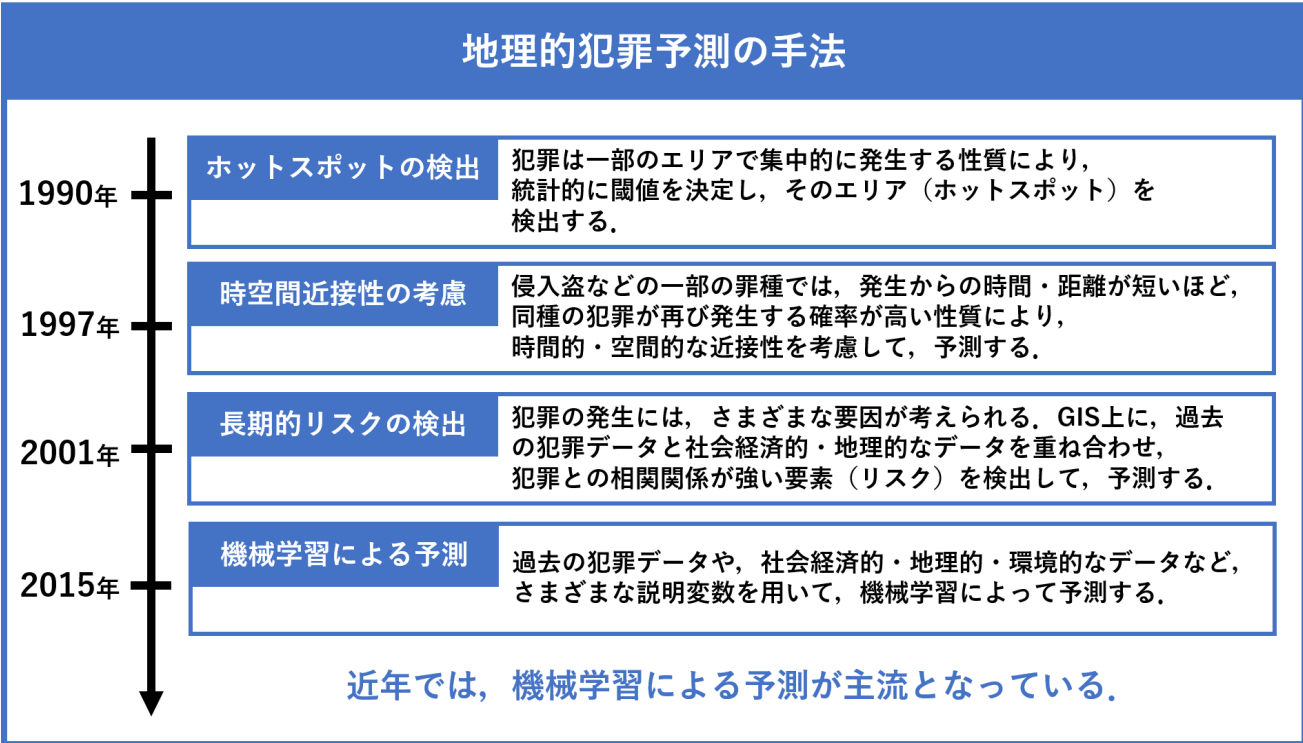 地理的犯罪予測の手法
1990年
ホットスポットの検出
犯罪は一部のエリアで集中的に発生する性質により，
統計的に閾値を決定し，そのエリア（ホットスポット）を
検出する．
1997年
時空間近接性の考慮
侵入盗などの一部の罪種では，発生からの時間・距離が短いほど，
同種の犯罪が再び発生する確率が高い性質により，
時間的・空間的な近接性を考慮して，予測する．
2001年
長期的リスクの検出
犯罪の発生には，さまざまな要因が考えられる．GIS上に，過去
の犯罪データと社会経済的・地理的なデータを重ね合わせ，
犯罪との相関関係が強い要素（リスク）を検出して，予測する．
2015年
機械学習による予測
過去の犯罪データや，社会経済的・地理的・環境的なデータなど，
さまざまな説明変数を用いて，機械学習によって予測する．
近年では，機械学習による予測が主流となっている．